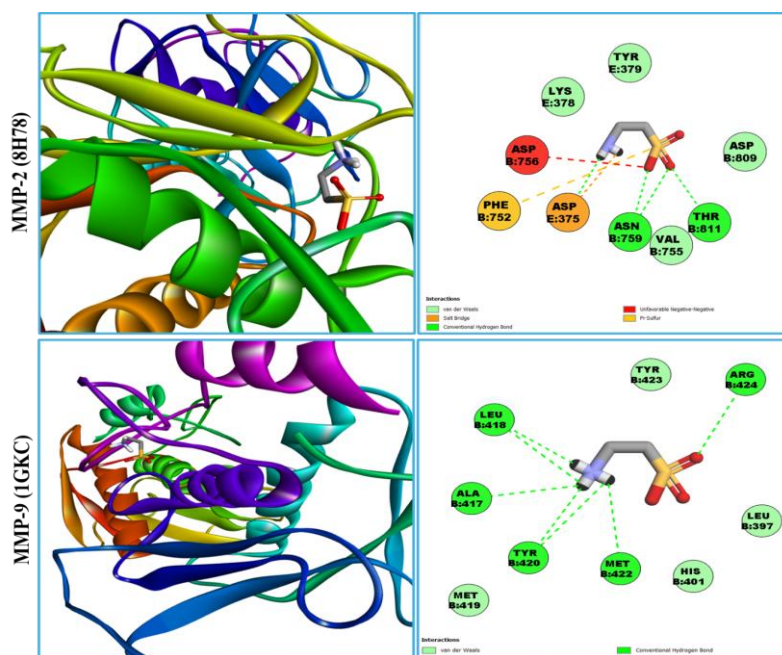 MMP-2 (8H78)
TYR
E:379
LYS
E:378
ASP
B:756
ASP
B:809
PHE
B:752
ASP
E:375
ASN
B:759
VAL
B:755
THR
B:811
Interactions
van der Waals
Salt Bridge
Conventional Hydrogen Bond
Unfavorable Negative-Negative
Pi-Sulfur
MMP-9 (1GKC)
TYR
B:423
ARG
B:424
LEU
B:418
ALA
B:417
LEU
B:397
TYR
B:420
MET
B:422
HIS
B:401
MET
B:419
Interactions
van der Waals
Conventional Hydrogen Bond